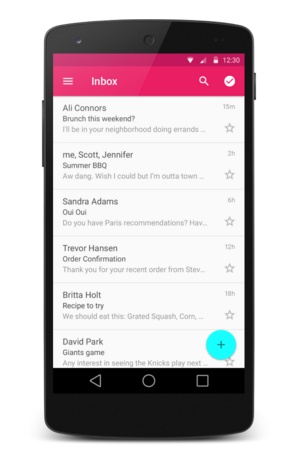 12:30
Inbox
Ali Connors 15m
Brunch this weekend?
I'll be in your neighborhood doing errands ...
me, Scott, Jennifer 2h
Summer BBQ
Aw dang. Wish I could but I'm outta town ...
Sandra Adams 6h
Oui Oui
Do you have Paris recommendations? Hav...
Trevor Hansen 12h
Order Confirmation
Thank you for your recent order from Stev...
Britta Holt 18h
Recipe to try
We should eat this: Grated Squash, Corn, ...
David Park
Giants game
Any interest in seeing the Knicks play next ...